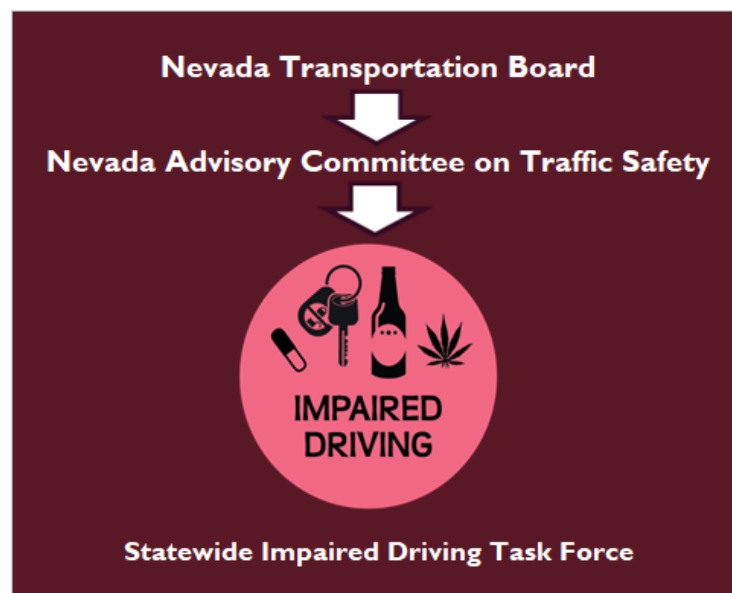 Nevada Transportation Board
Nevada Advisory Committee on Traffic Safety
IMPAIRED
DRIVING
Statewide Impaired Driving Task Force